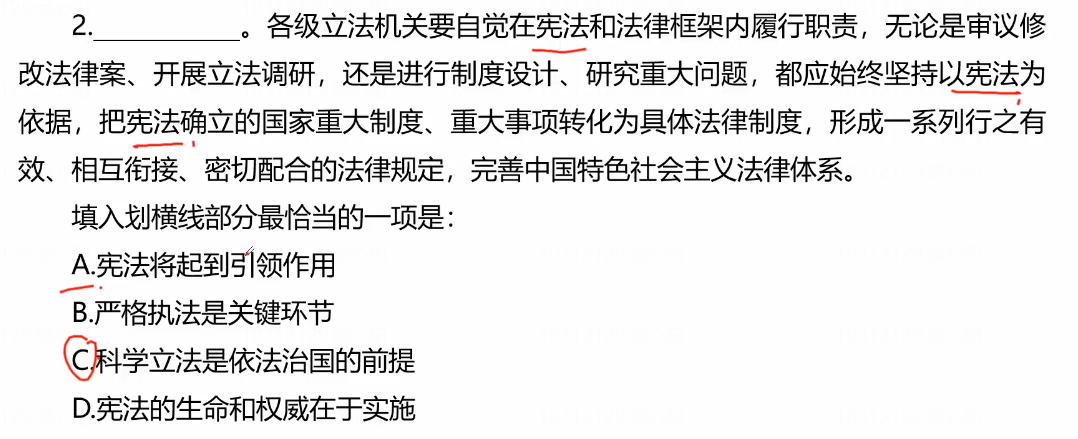 2.___________。各级立法机关要自觉在宪法和法律框架内履行职责，无论是审议修
改法律案、开展立法调研，还是进行制度设计、研究重大问题，都应始终坚持以宪法为
依据，把宪法确立的国家重大制度、重大事项转化为具体法律制度，形成一系列行之有
效、相互衔接、密切配合的法律规定，完善中国特色社会主义法律体系。
填入划横线部分最恰当的一项是：
A.宪法将起到引领作用
B.严格执法是关键环节
C.科学立法是依法治国的前提
D.宪法的生命和权威在于实施